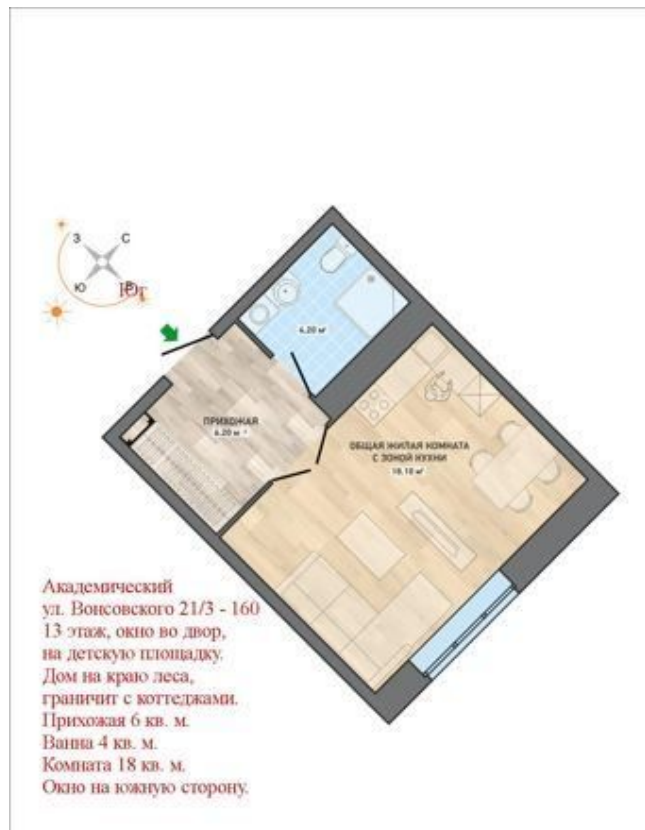 З С
Ю В
Юг
4.20 м²
ПРИХОЖАЯ
6.20 м²
ОБЩАЯ ЖИЛАЯ КОМНАТА
С ЗОНОЙ КУХНИ
18.10 м²
Академический
ул. Вонсовского 21/3 - 160
13 этаж, окно во двор,
на детскую площадку.
Дом на краю леса,
граничит с коттеджами.
Прихожая 6 кв. м.
Ванна 4 кв. м.
Комната 18 кв. м.
Окно на южную сторону.